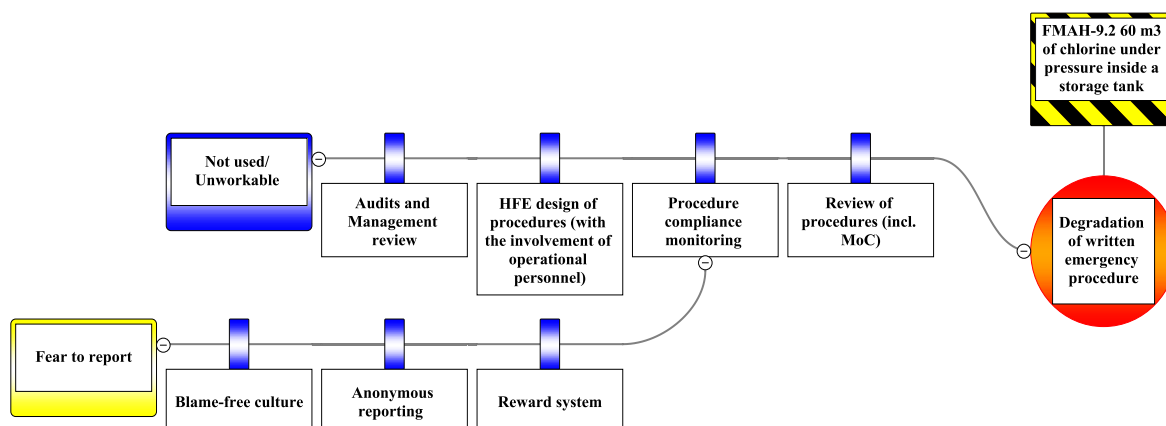 FMAH-9.2 60 m3
of chlorine under
pressure inside a
storage tank
Not used/
Unworkable
Audits and
Management
review
HFE design of
procedures (with
the involvement of
operational
personnel)
Procedure
compliance
monitoring
Review of
procedures (incl.
MoC)
Degradation
of written
emergency
procedure
Fear to report
Blame-free culture
Anonymous
reporting
Reward system